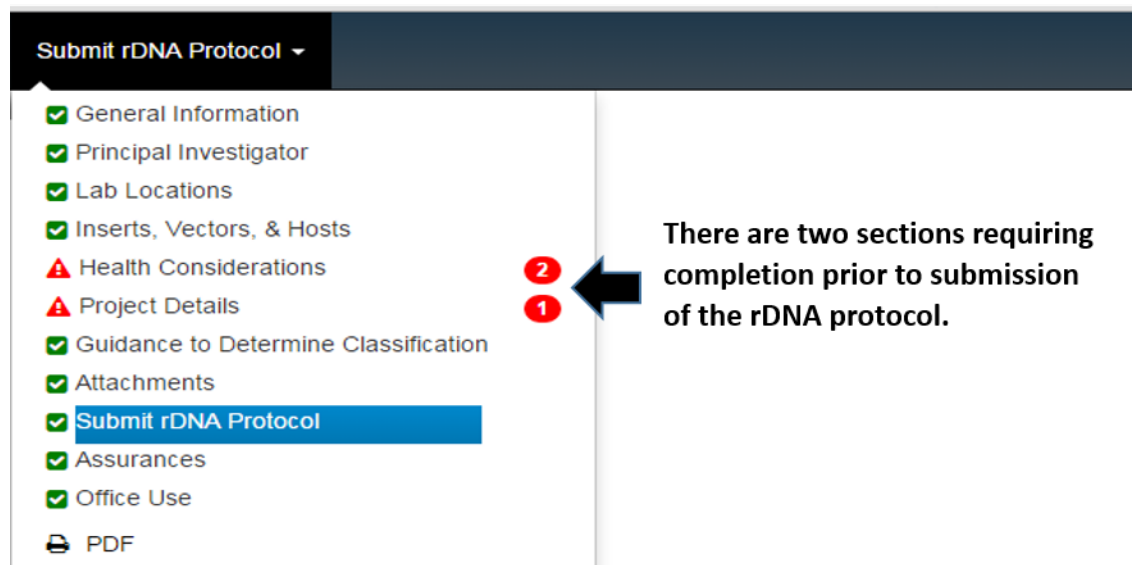 Submit rDNA Protocol
General Information
Principal Investigator
Lab Locations
Inserts, Vectors, & Hosts
Health Considerations 2
Project Details 1
Guidance to Determine Classification
Attachments
Submit rDNA Protocol
Assurances
Office Use
PDF
There are two sections requiring
completion prior to submission
of the rDNA protocol.